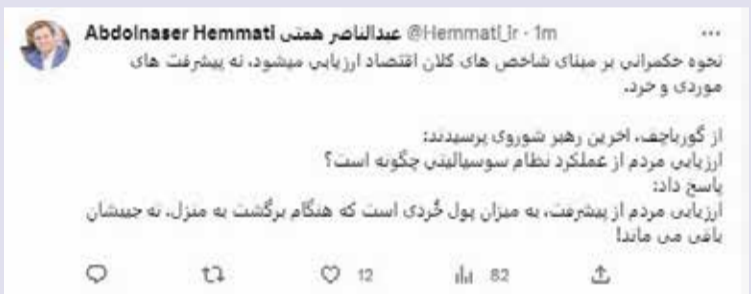 Abdolnaser Hemmati عبدالناصر همتی @Hemmati_ir · 1m
نحوه حکمرانی بر مبنای شاخص های کلان اقتصاد ارزیابی میشود، نه پیشرفت های
موردی و خرد.
از گورباچف، اخرین رهبر شوروی پرسیدند:
ارزیابی مردم از عملکرد نظام سوسیالیتی چگونه است؟
پاسخ داد:
ارزیابی مردم از پیشرفت، به میزان پول خُردی است که هنگام برگشت به منزل، ته جیبشان
باقی می ماند!
12 82